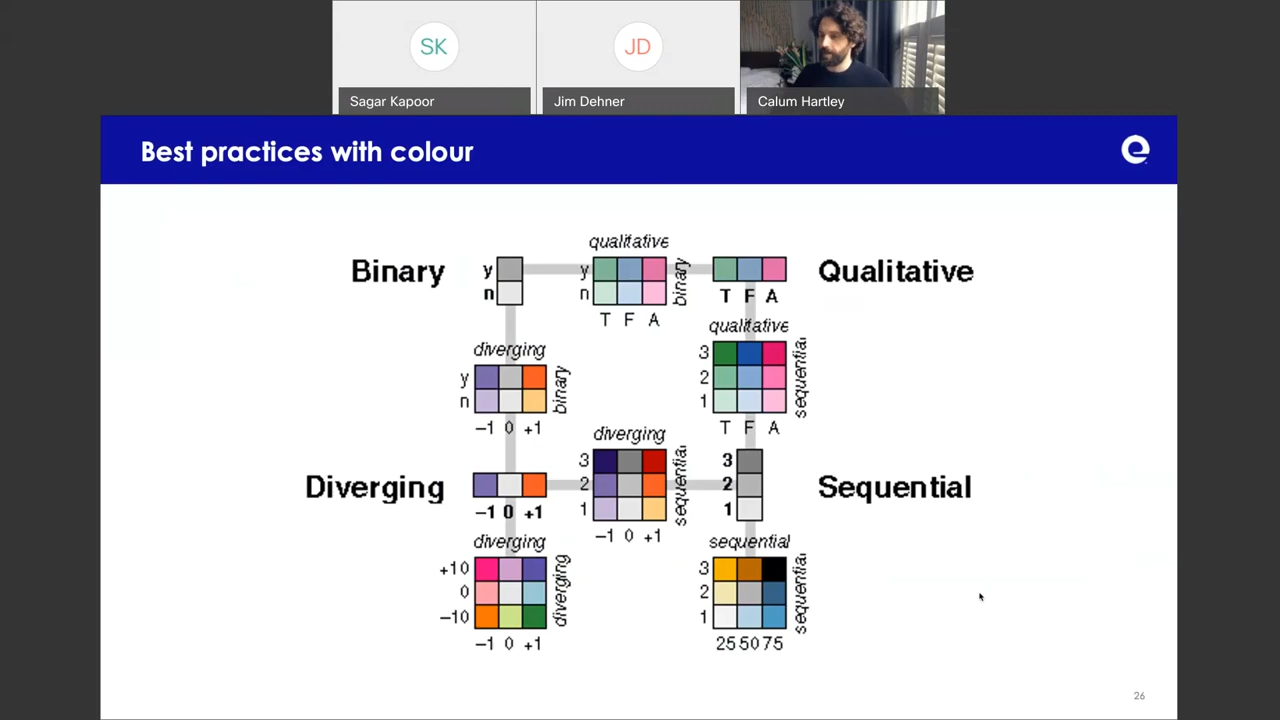 SK
JD
Sagar Kapoor
Jim Dehner
Calum Hartley
Best practices with colour
e
qualitative
Binary
y
n
y
n
binary
T F A
T F A
Qualitative
qualitative
3
2
1
sequential
T F A
diverging
y
n
binary
-1 0 +1
diverging
3
2
1
sequential
-1 0 +1
Diverging
-1 0 +1
3
2
1
Sequential
diverging
+10
0
-10
diverging
-1 0 +1
sequential
3
2
1
sequential
25 50 75
26